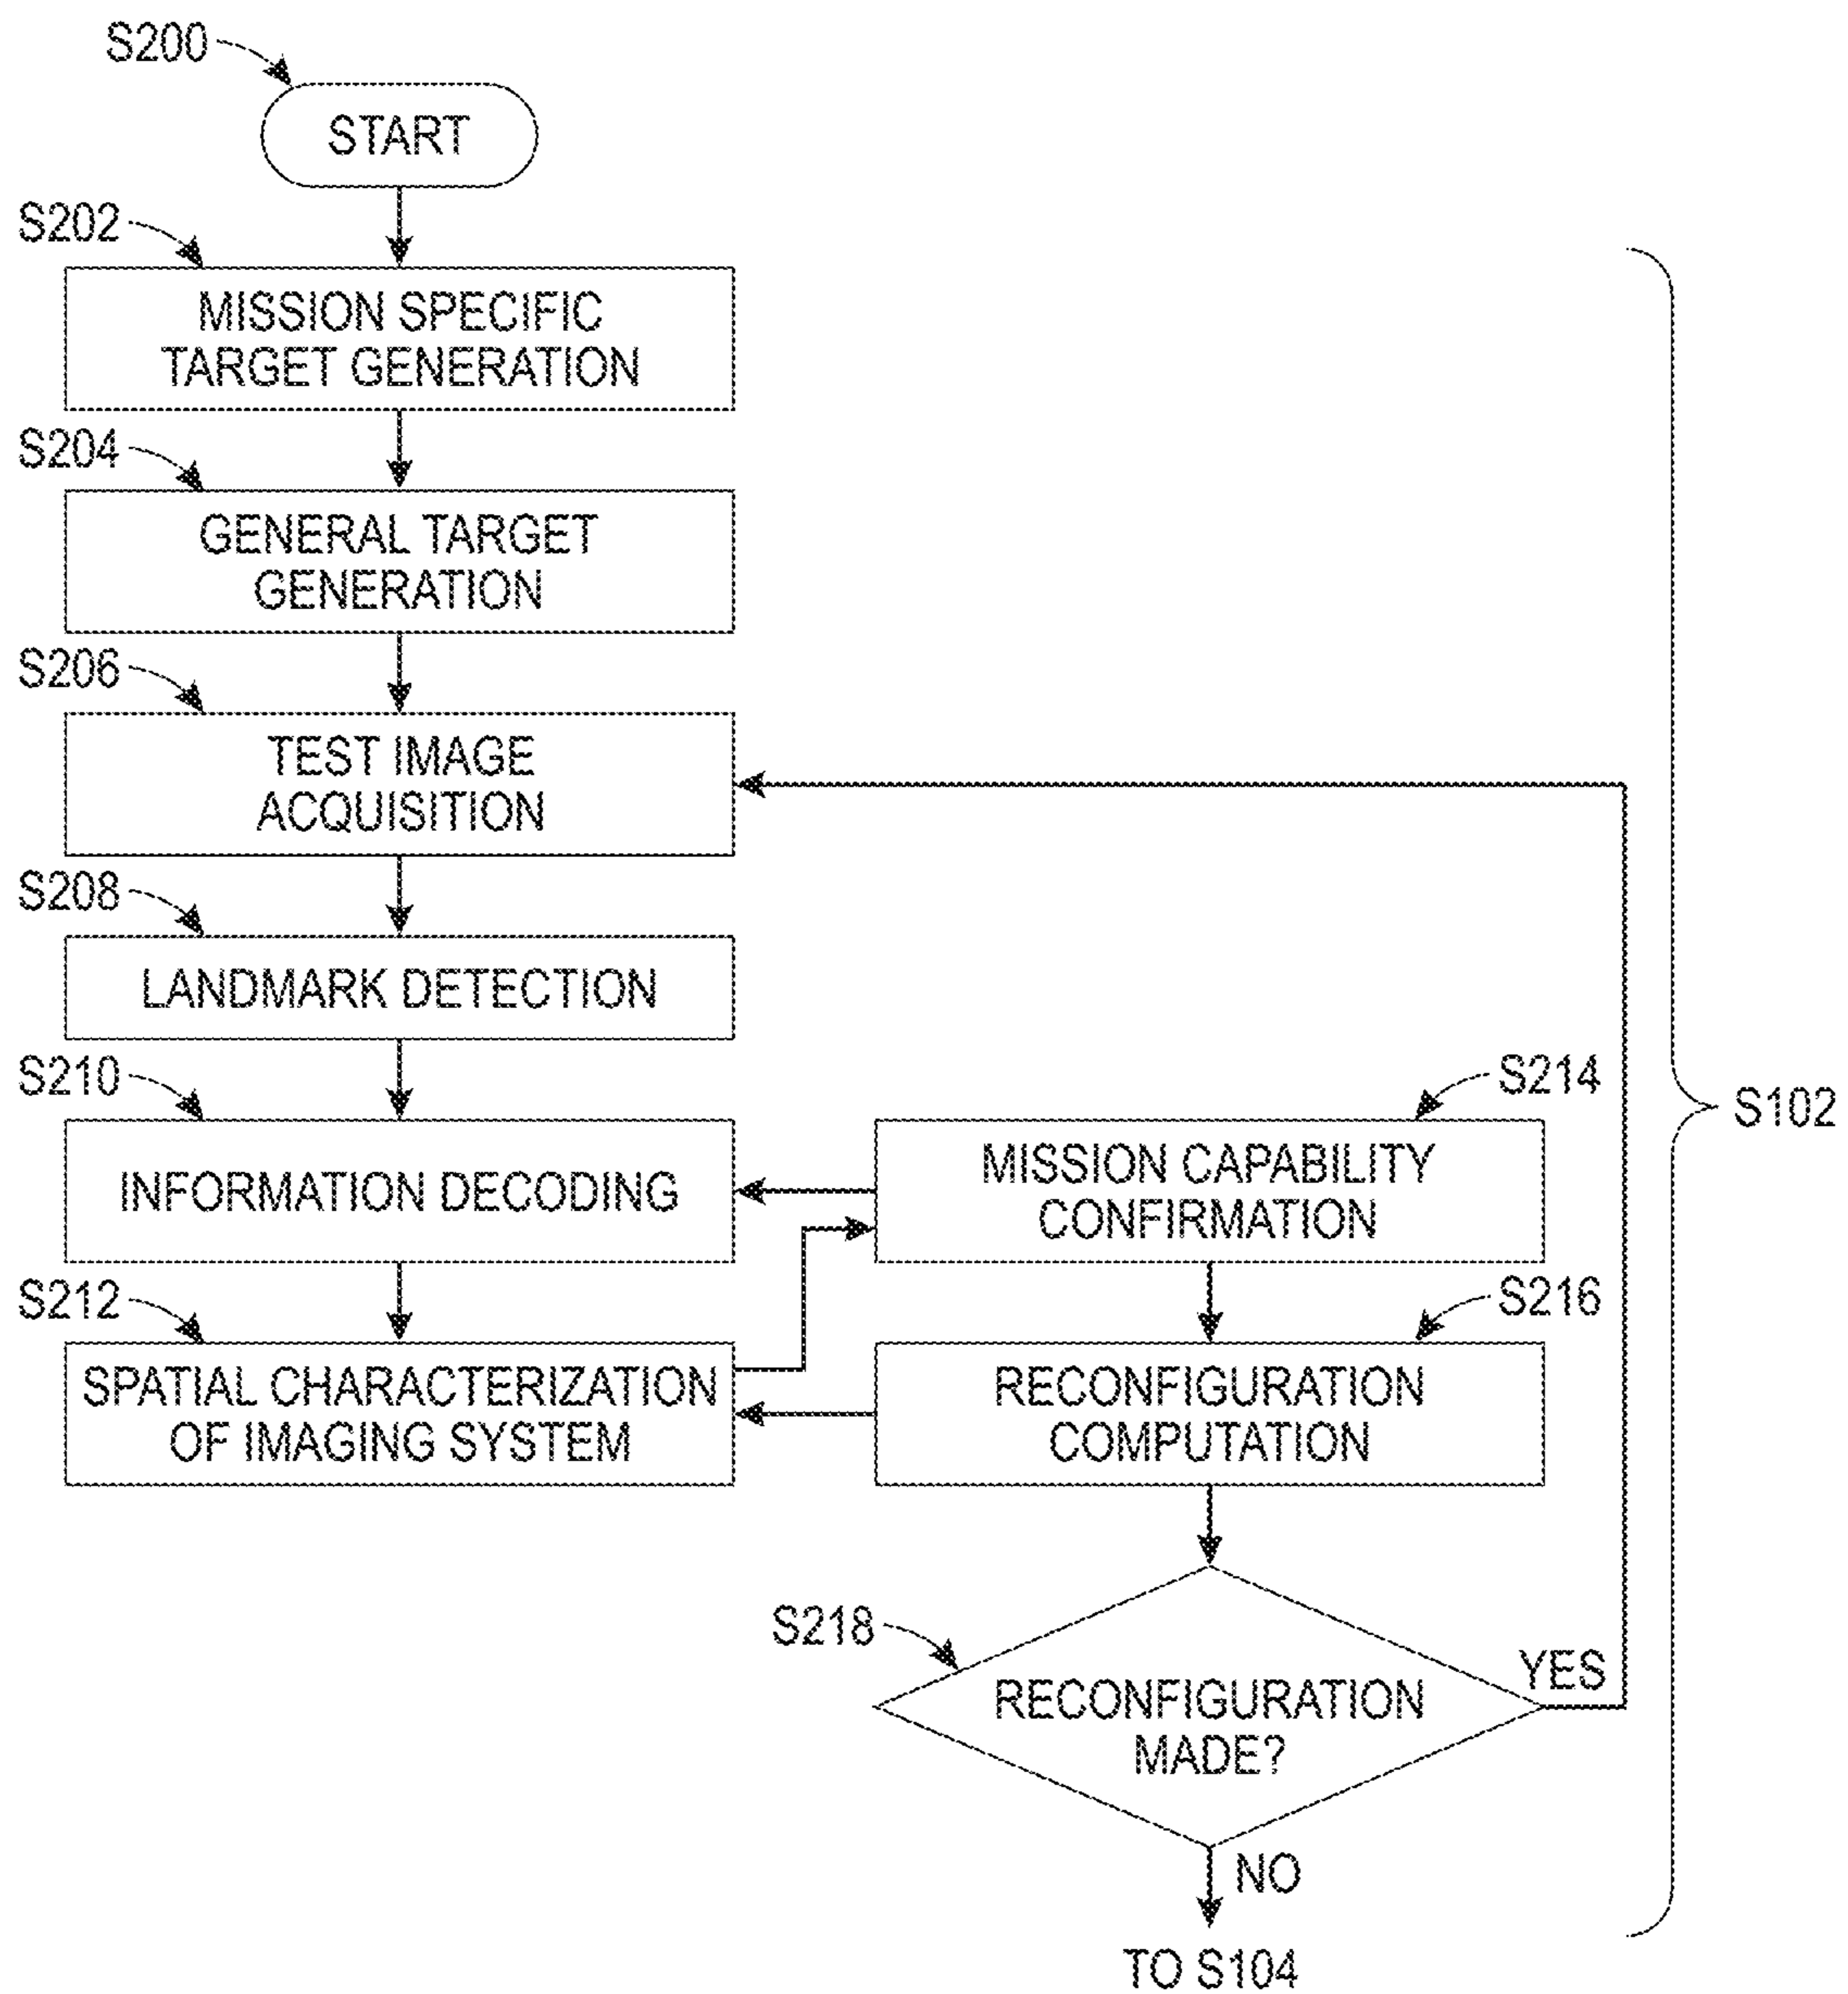 S200
START
S202
MISSION SPECIFIC
TARGET GENERATION
S204
GENERAL TARGET
GENERATION
S206
TEST IMAGE
ACQUISITION
S208
LANDMARK DETECTION
S210
INFORMATION DECODING
S212
SPATIAL CHARACTERIZATION
OF IMAGING SYSTEM
S214
MISSION CAPABILITY
CONFIRMATION
S216
RECONFIGURATION
COMPUTATION
S218
RECONFIGURATION
MADE?
YES
NO
TO S104
S102